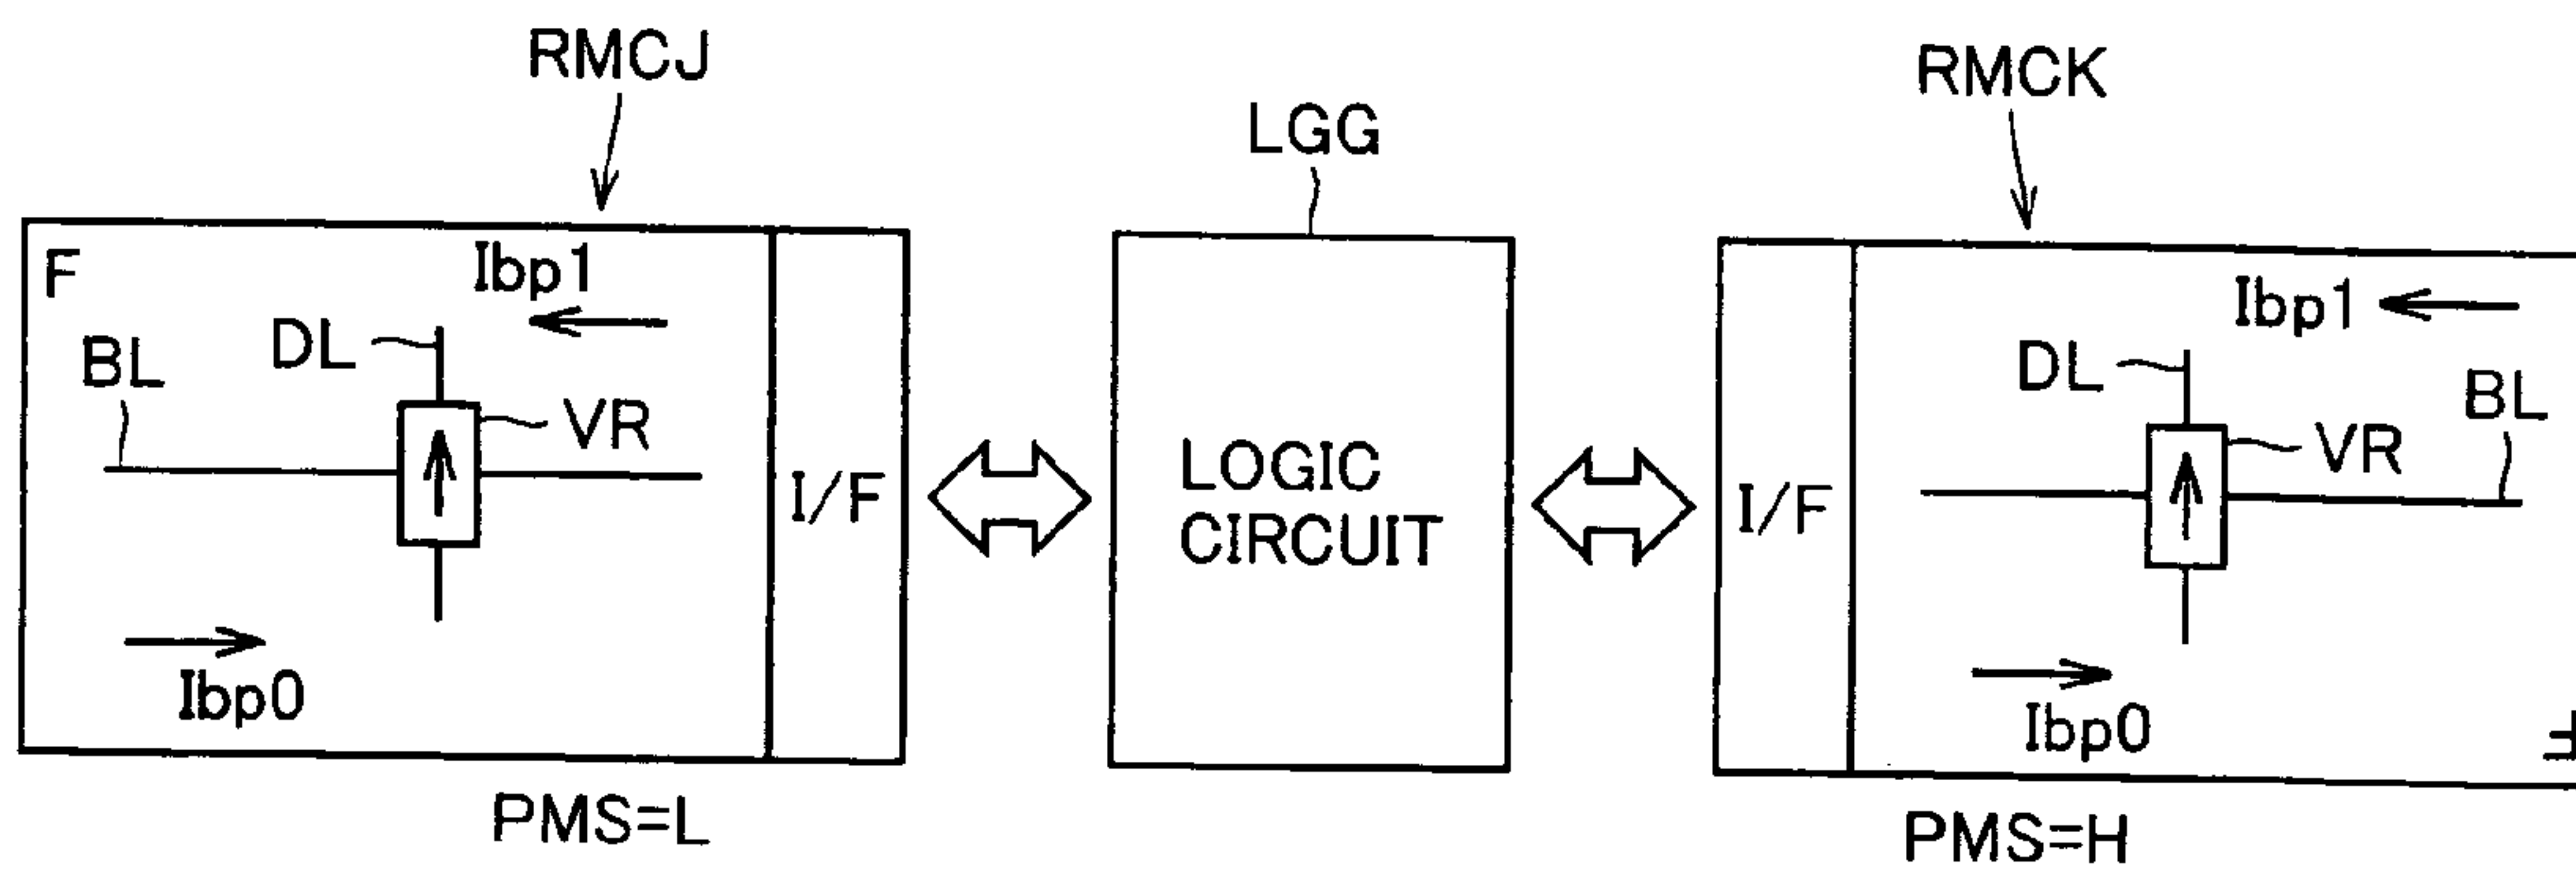 RMCJ
RMCK
LGG
F
Ibp1
Ibp1
DL
BL
VR
DL
BL
VR
I/F
LOGIC
CIRCUIT
I/F
Ibp0
Ibp0
F
PMS=L
PMS=H